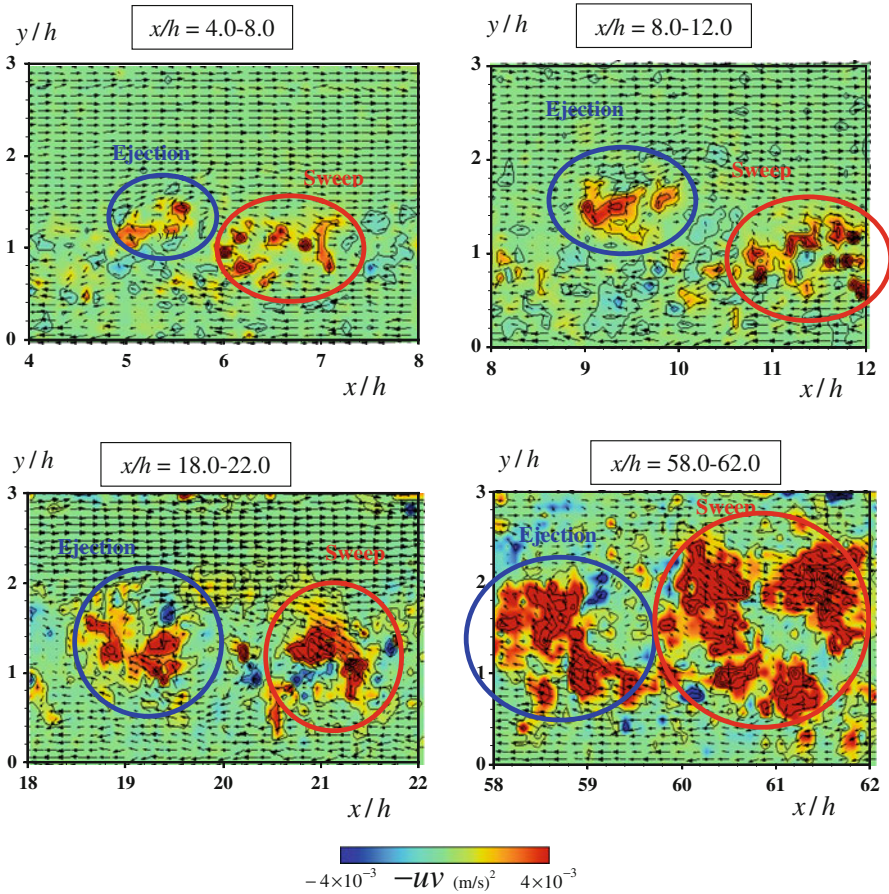 x/h = 4.0-8.0
y/h
3
2
1
0
Ejection
Sweep
4 5 6 7 8
x/h
x/h = 8.0-12.0
y/h
3
2
1
0
Ejection
Sweep
8 9 10 11 12
x/h
x/h = 18.0-22.0
y/h
3
2
1
0
Ejection
Sweep
18 19 20 21 22
x/h
x/h = 58.0-62.0
y/h
3
2
1
0
Ejection
Sweep
58 59 60 61 62
x/h
−4×10⁻³ −uv (m/s)² 4×10⁻³